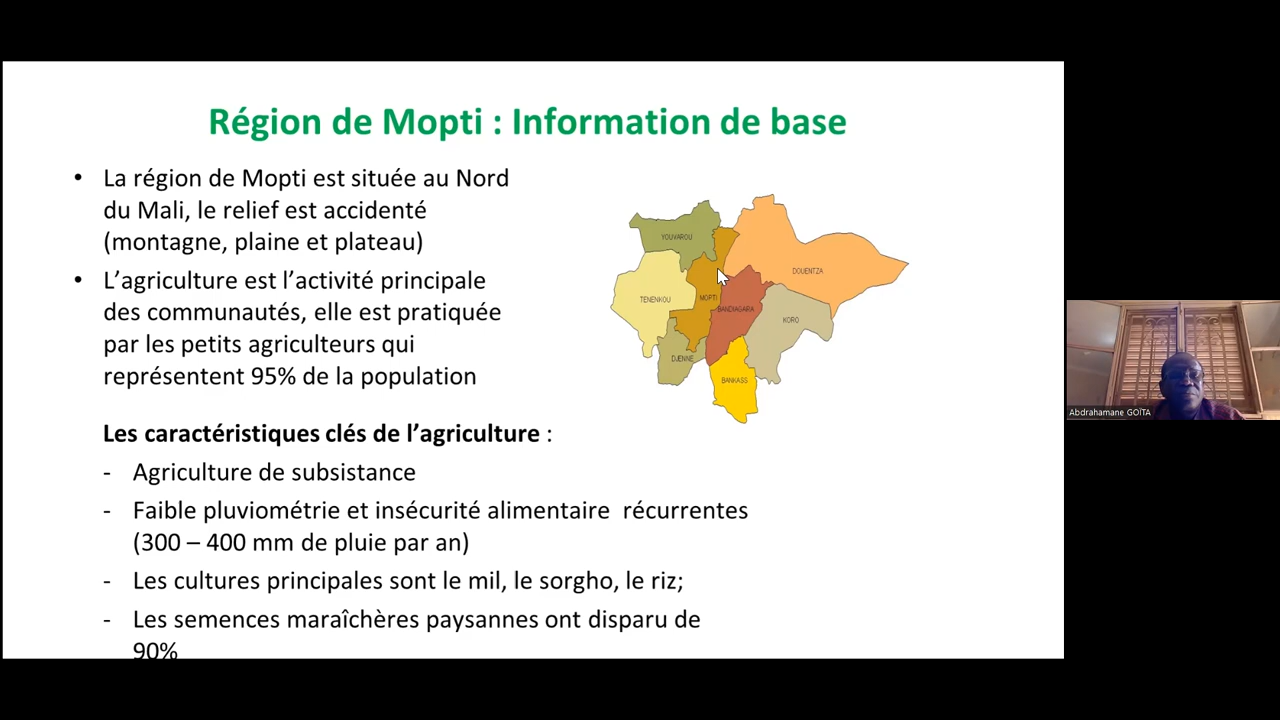 Région de Mopti : Information de base
• La région de Mopti est située au Nord
du Mali, le relief est accidenté
(montagne, plaine et plateau)
• L’agriculture est l’activité principale
des communautés, elle est pratiquée
par les petits agriculteurs qui
représentent 95% de la population
YOUVAROU
DOUENTZA
TENENKOU
MOPTI
BANDIAGARA
KORO
DJENNE
BANKASS
Abdrahamane GOÏTA
Les caractéristiques clés de l’agriculture :
- Agriculture de subsistance
- Faible pluviométrie et insécurité alimentaire récurrentes
(300 – 400 mm de pluie par an)
- Les cultures principales sont le mil, le sorgho, le riz;
- Les semences maraîchères paysannes ont disparu de
90%